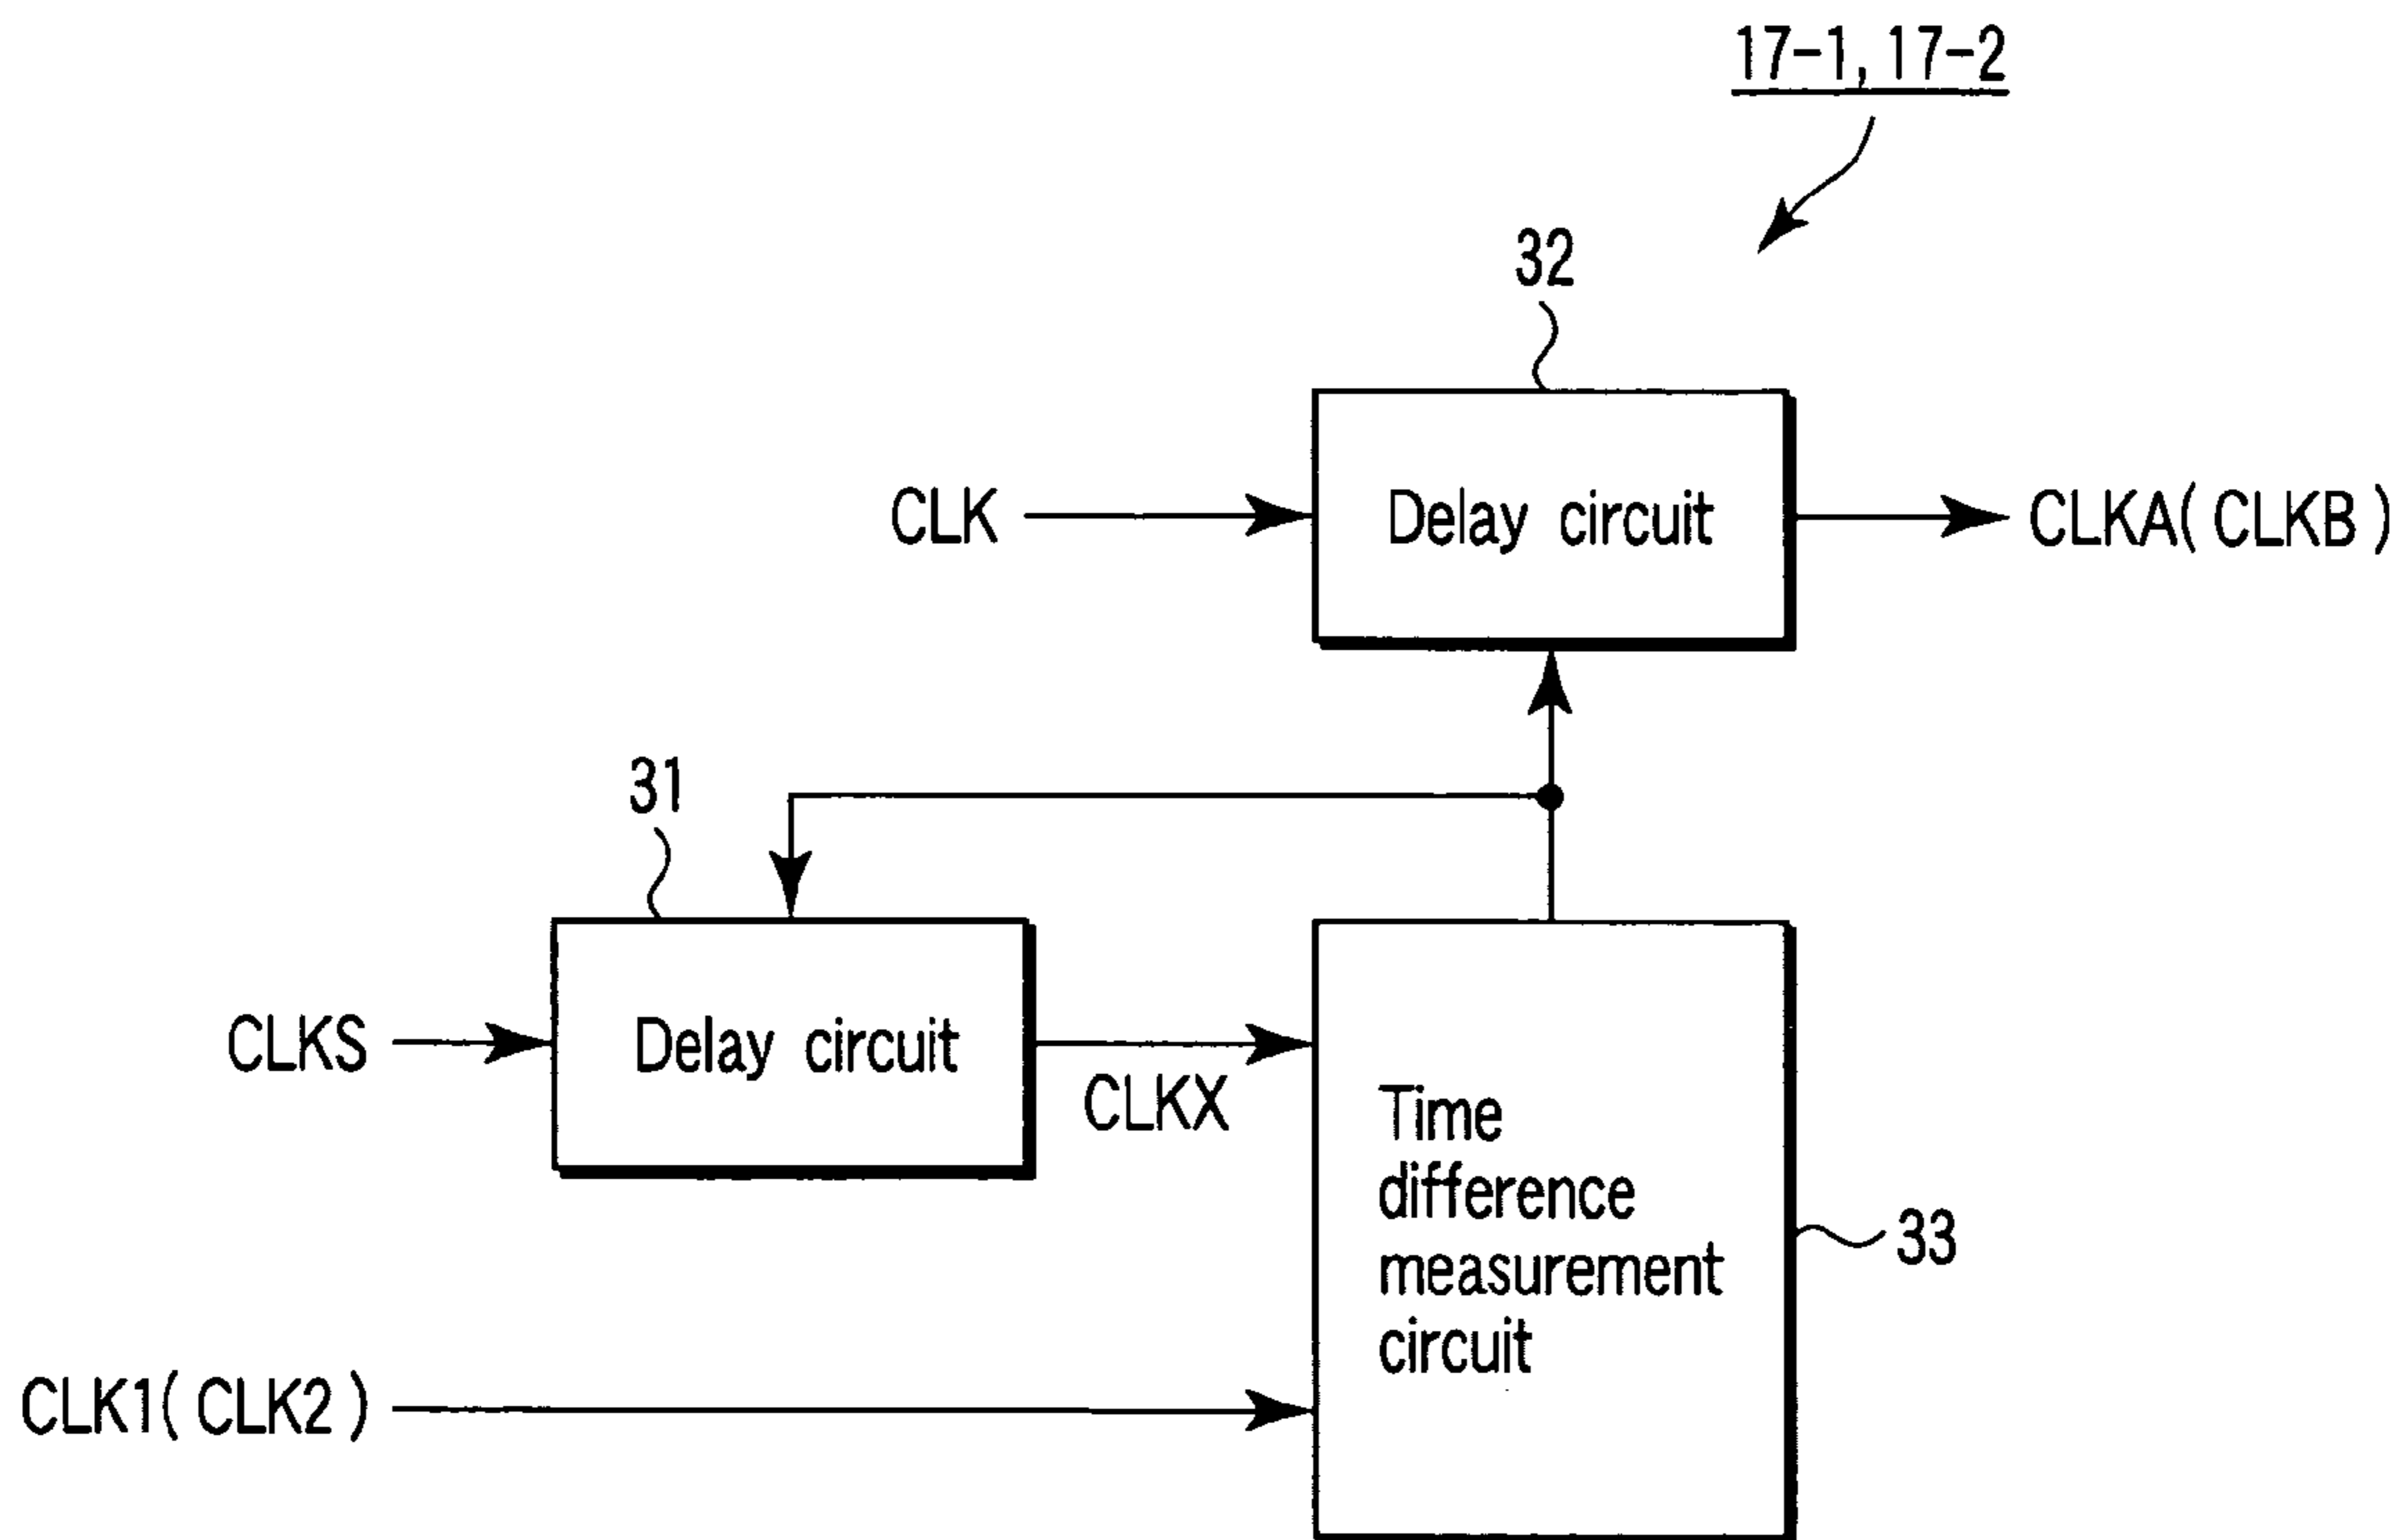 17-1, 17-2
32
CLK
Delay circuit
CLKA(CLKB)
31
CLKS
Delay circuit
CLKX
Time
difference
measurement
circuit
33
CLK1(CLK2)